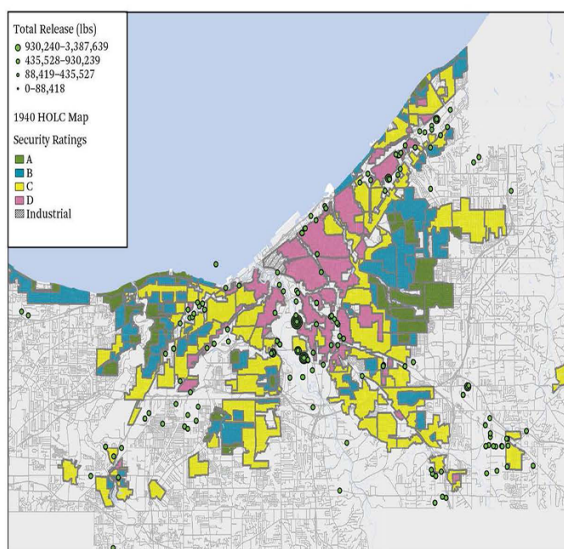 Total Release (lbs)
930,240–3,387,639
435,528–930,239
88,419–435,527
0–88,418
1940 HOLC Map
Security Ratings
A
B
C
D
Industrial